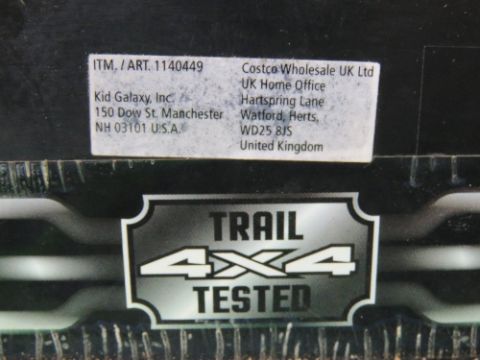 ITM. / ART. 1140449
Kid Galaxy, Inc.
150 Dow St. Manchester
NH 03101 U.S.A.
Costco Wholesale UK Ltd
UK Home Office
Hartspring Lane
Watford, Herts,
WD25 8JS
United Kingdom
TRAIL
4X4
TESTED